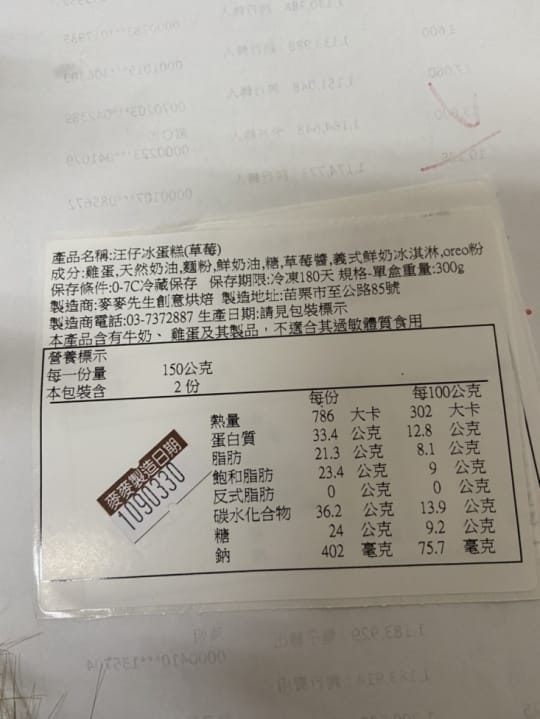 產品名稱:汪仔冰蛋糕(草莓)
成分:雞蛋,天然奶油,麵粉,鮮奶油,糖,草莓醬,義式鮮奶冰淇淋,oreo粉
保存條件:0-7C冷藏保存 保存期限:冷凍180天 規格-單盒重量:300g
製造商:麥麥先生創意烘焙 製造地址:苗栗市至公路85號
製造商電話:03-7372887 生產日期:請見包裝標示
本產品含有牛奶、雞蛋及其製品，不適合其過敏體質食用
營養標示
每一份量 150公克
本包裝含 2 份
每份 每100公克
熱量 786 大卡 302 大卡
蛋白質 33.4 公克 12.8 公克
脂肪 21.3 公克 8.1 公克
飽和脂肪 23.4 公克 9 公克
反式脂肪 0 公克 0 公克
碳水化合物 36.2 公克 13.9 公克
糖 24 公克 9.2 公克
鈉 402 毫克 75.7 毫克
麥麥製造日期
1090330